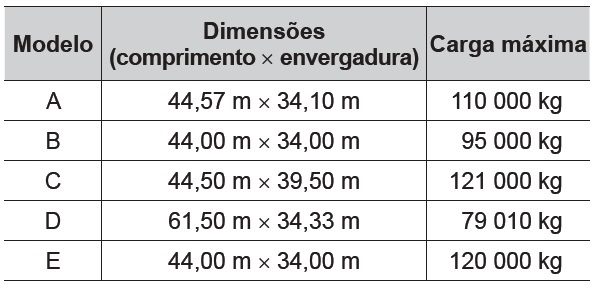 Modelo Dimensões (comprimento × envergadura) Carga máxima
A 44,57 m × 34,10 m 110 000 kg
B 44,00 m × 34,00 m 95 000 kg
C 44,50 m × 39,50 m 121 000 kg
D 61,50 m × 34,33 m 79 010 kg
E 44,00 m × 34,00 m 120 000 kg